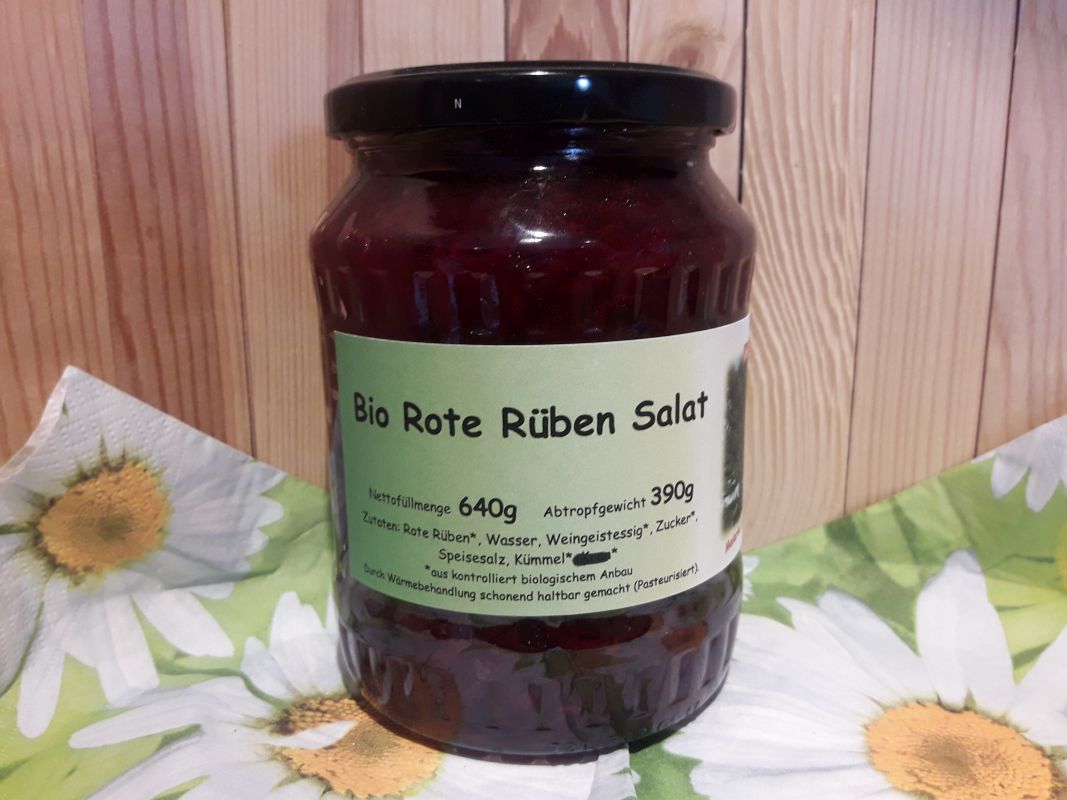 N
Bio Rote Rüben Salat
Nettofüllmenge 640g Abtropfgewicht 390g
Zutaten: Rote Rüben*, Wasser, Weingeistessig*, Zucker*,
Speisesalz, Kümmel* *
*aus kontrolliert biologischem Anbau
Durch Wärmebehandlung schonend haltbar gemacht (Pasteurisiert).